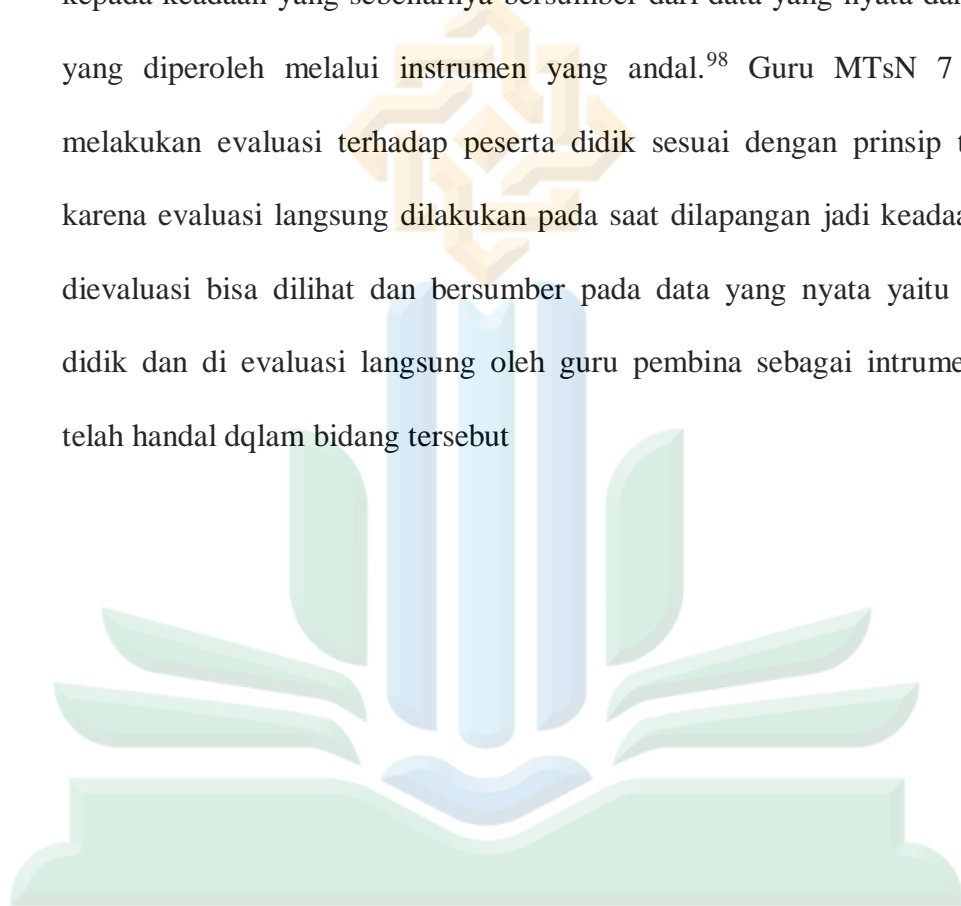 kepada keadaan yang sebenarnya bersumber dari data yang nyata dan
yang diperoleh melalui instrumen yang andal.98 Guru MTsN 7
melakukan evaluasi terhadap peserta didik sesuai dengan prinsip
karena evaluasi langsung dilakukan pada saat dilapangan jadi
dievaluasi bisa dilihat dan bersumber pada data yang nyata yaitu
didik dan di evaluasi langsung oleh guru pembina sebagai
telah handal dqlam bidang tersebut